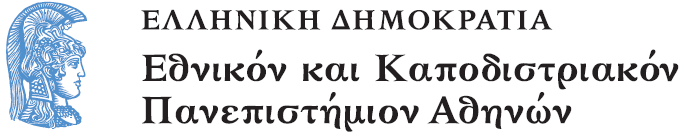 ΕΛΛΗΝΙΚΗ ΔΗΜΟΚΡΑΤΙΑ
Εθνικόν και Καποδιστριακόν
Πανεπιστήμιον Αθηνών